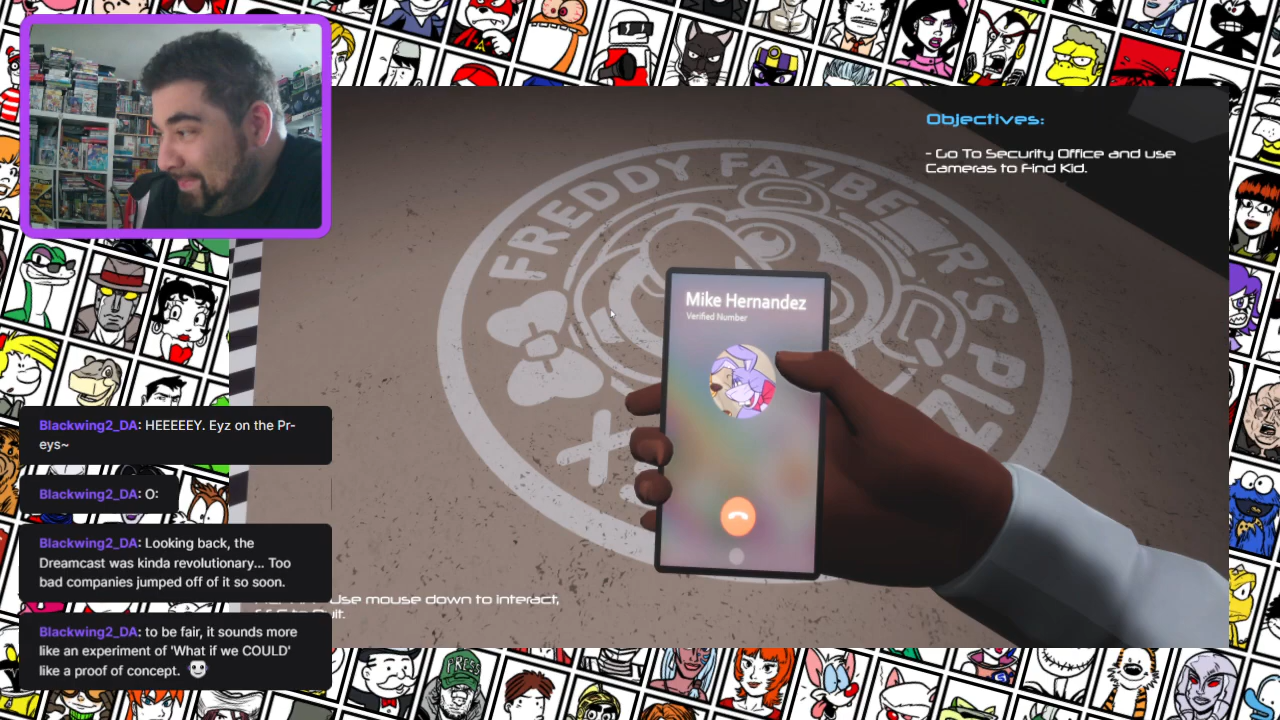 Objectives:
- Go To Security Office and use
Cameras to Find Kid.
FREDDY FAZBEAR'S PIZZ
Mike Hernandez
Verified Number
Blackwing2_DA: HEEEEEY. Eyz on the Pr-
eys~
Blackwing2_DA: O:
Blackwing2_DA: Looking back, the
Dreamcast was kinda revolutionary... Too
bad companies jumped off of it so soon.
Blackwing2_DA: to be fair, it sounds more
like an experiment of 'What if we COULD'
like a proof of concept.
Use mouse down to interact,
PRESS